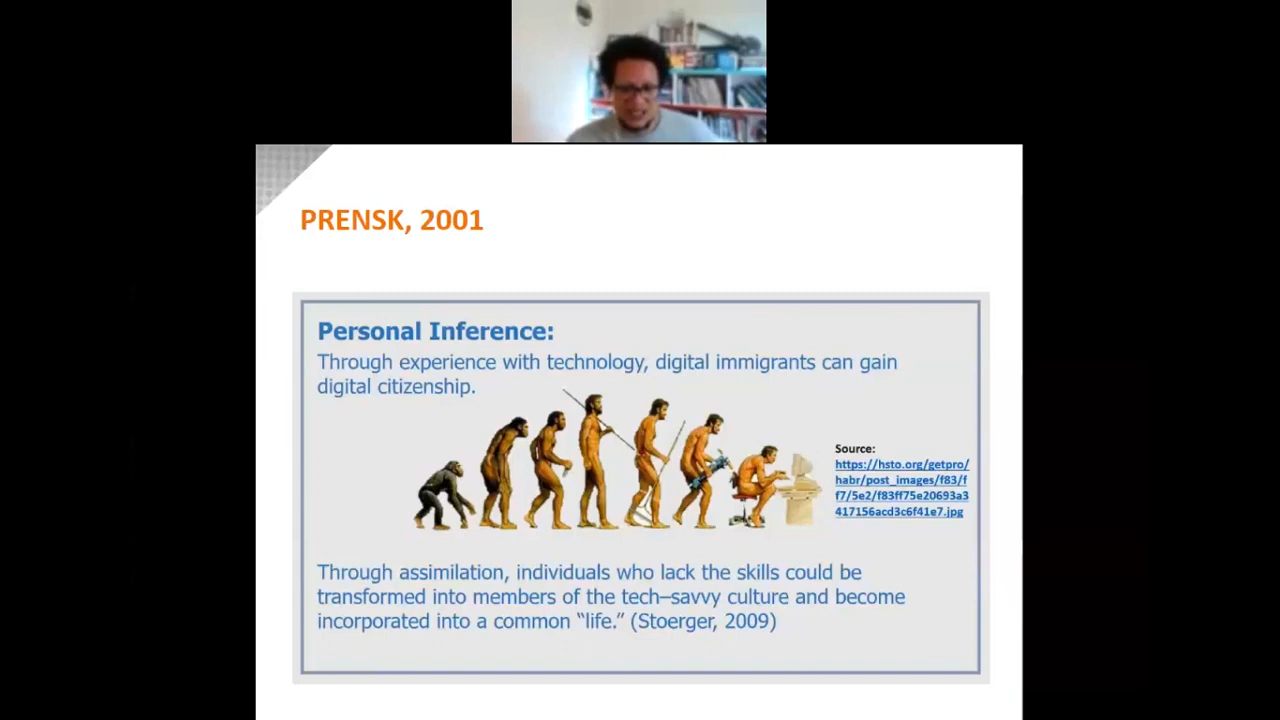 PRENSK, 2001
Personal Inference:
Through experience with technology, digital immigrants can gain
digital citizenship.
Source:
https://hsto.org/getpro/
habr/post_images/f83/f
f7/5e2/f83ff75e20693a3
417156acd3c6f41e7.jpg
Through assimilation, individuals who lack the skills could be
transformed into members of the tech–savvy culture and become
incorporated into a common “life.” (Stoerger, 2009)